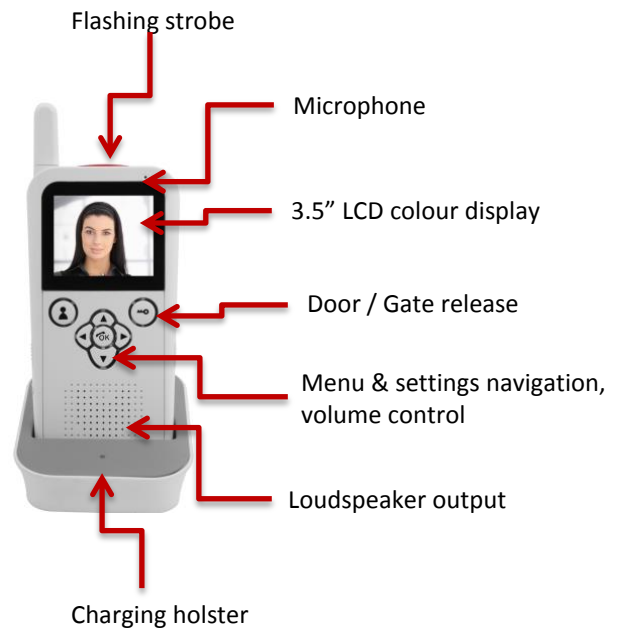 Flashing strobe
Microphone
3.5” LCD colour display
Door / Gate release
OK
Menu & settings navigation,
volume control
Loudspeaker output
Charging holster